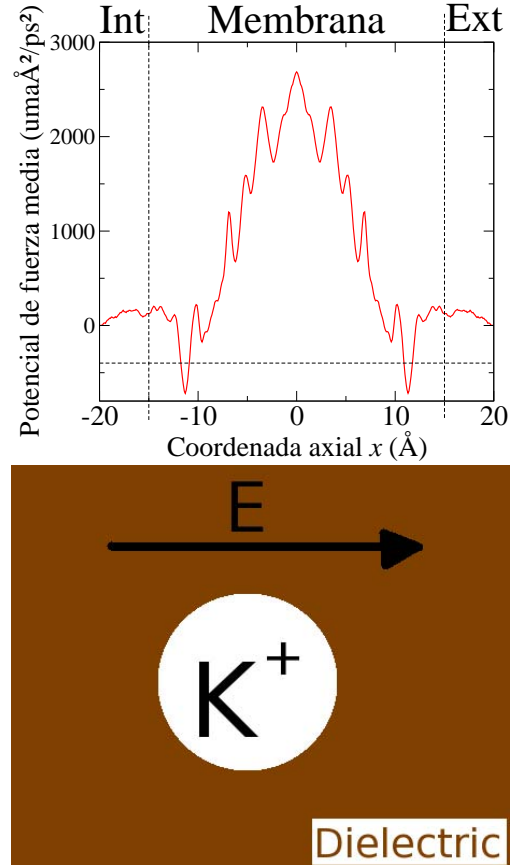 Int Membrana Ext
Potencial de fuerza media (umaÅ²/ps²)
3000
2000
1000
0
-20 -10 0 10 20
Coordenada axial x (Å)
E
K⁺
Dielectric